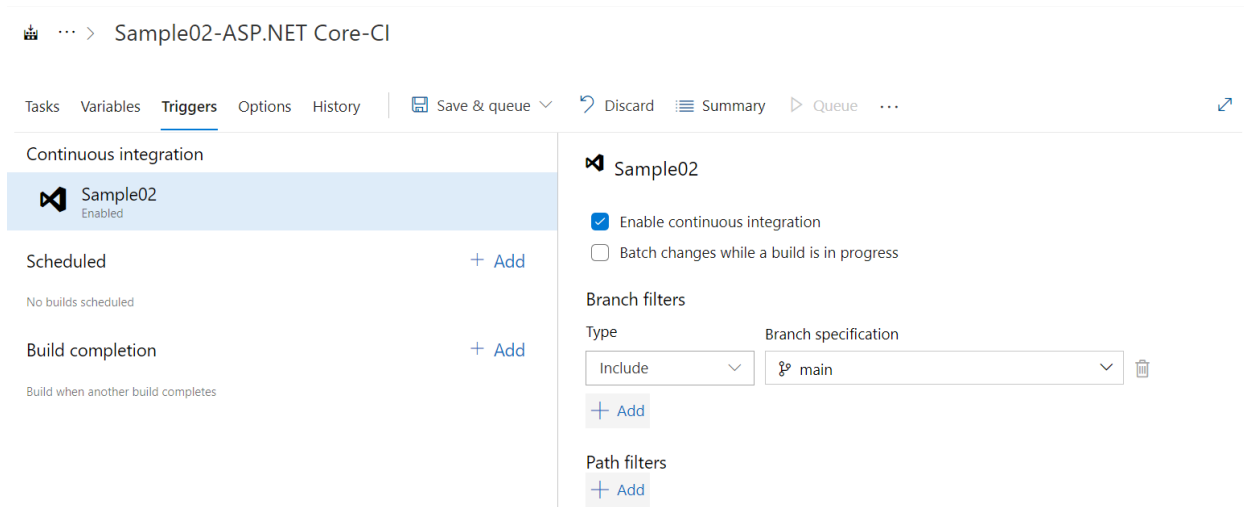 ··· > Sample02-ASP.NET Core-CI
Tasks Variables Triggers Options History Save & queue Discard Summary Queue ···
Continuous integration
Sample02
Enabled
Scheduled + Add
No builds scheduled
Build completion + Add
Build when another build completes
Sample02
Enable continuous integration
Batch changes while a build is in progress
Branch filters
Type Branch specification
Include main
+ Add
Path filters
+ Add